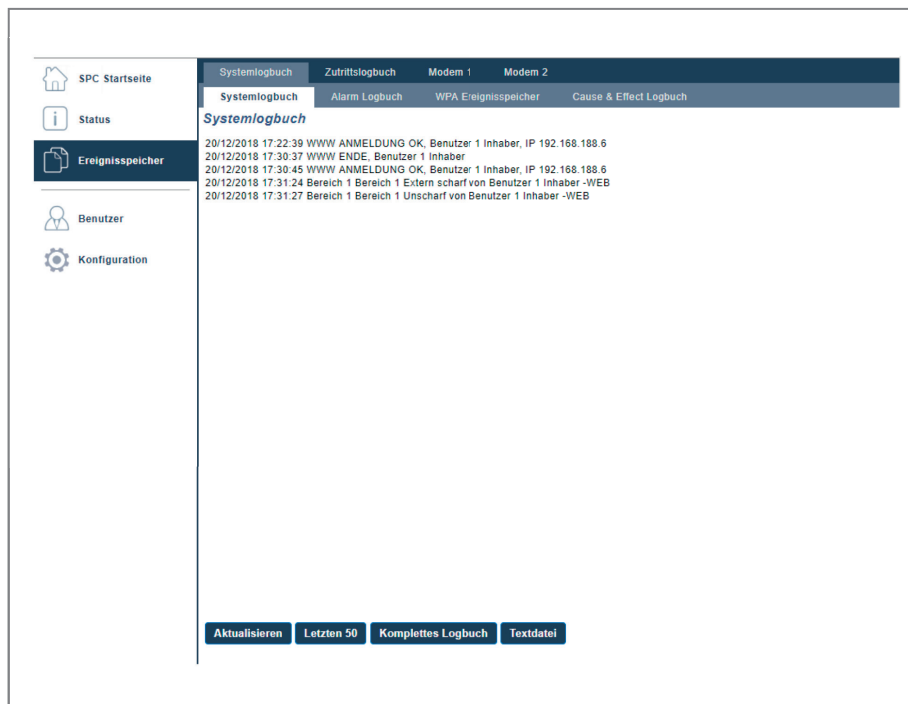 SPC Startseite
Status
Ereignisspeicher
Benutzer
Konfiguration
Systemlogbuch Zutrittslogbuch Modem 1 Modem 2
Systemlogbuch Alarm Logbuch WPA Ereignisspeicher Cause & Effect Logbuch
Systemlogbuch
20/12/2018 17:22:39 WWW ANMELDUNG OK, Benutzer 1 Inhaber, IP 192.168.188.6
20/12/2018 17:30:37 WWW ENDE, Benutzer 1 Inhaber
20/12/2018 17:30:45 WWW ANMELDUNG OK, Benutzer 1 Inhaber, IP 192.168.188.6
20/12/2018 17:31:24 Bereich 1 Bereich 1 Extern scharf von Benutzer 1 Inhaber -WEB
20/12/2018 17:31:27 Bereich 1 Bereich 1 Unscharf von Benutzer 1 Inhaber -WEB
Aktualisieren Letzten 50 Komplettes Logbuch Textdatei